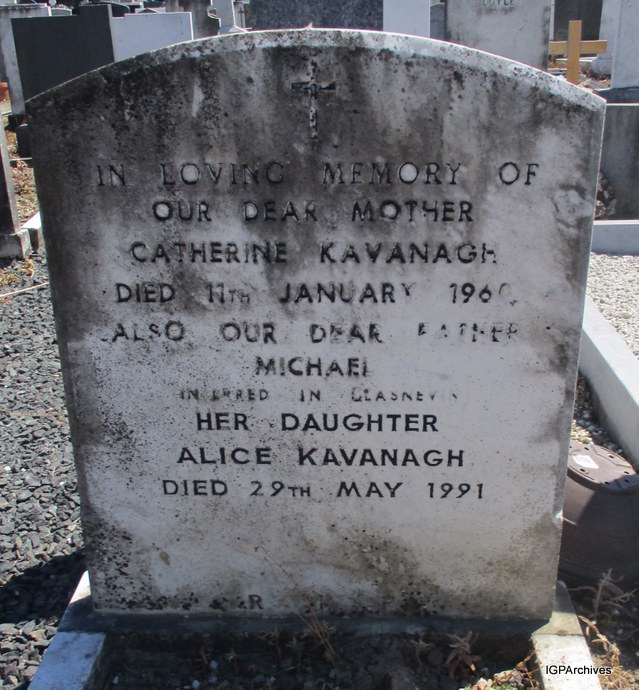 IN LOVING MEMORY OF
OUR DEAR MOTHER
CATHERINE KAVANAGH
DIED 11TH JANUARY
ALSO OUR DEAR FATHER
MICHAEL
INTERRED IN GLASNEVIN
HER DAUGHTER
ALICE KAVANAGH
DIED 29TH MAY 1991
IGPArchives